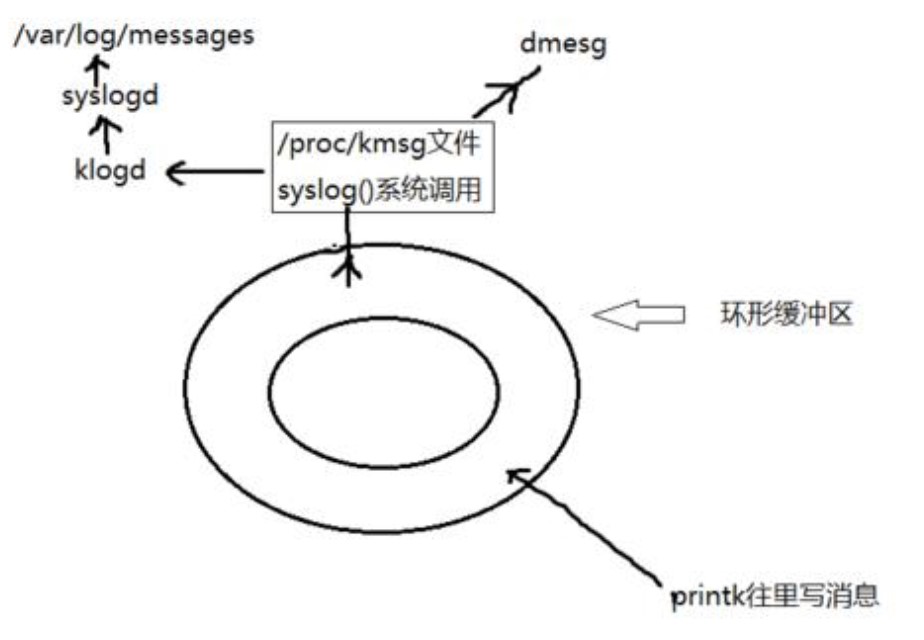 /var/log/messages
dmesg
syslogd
/proc/kmsg文件
klogd
syslog()系统调用
环形缓冲区
printk往里写消息